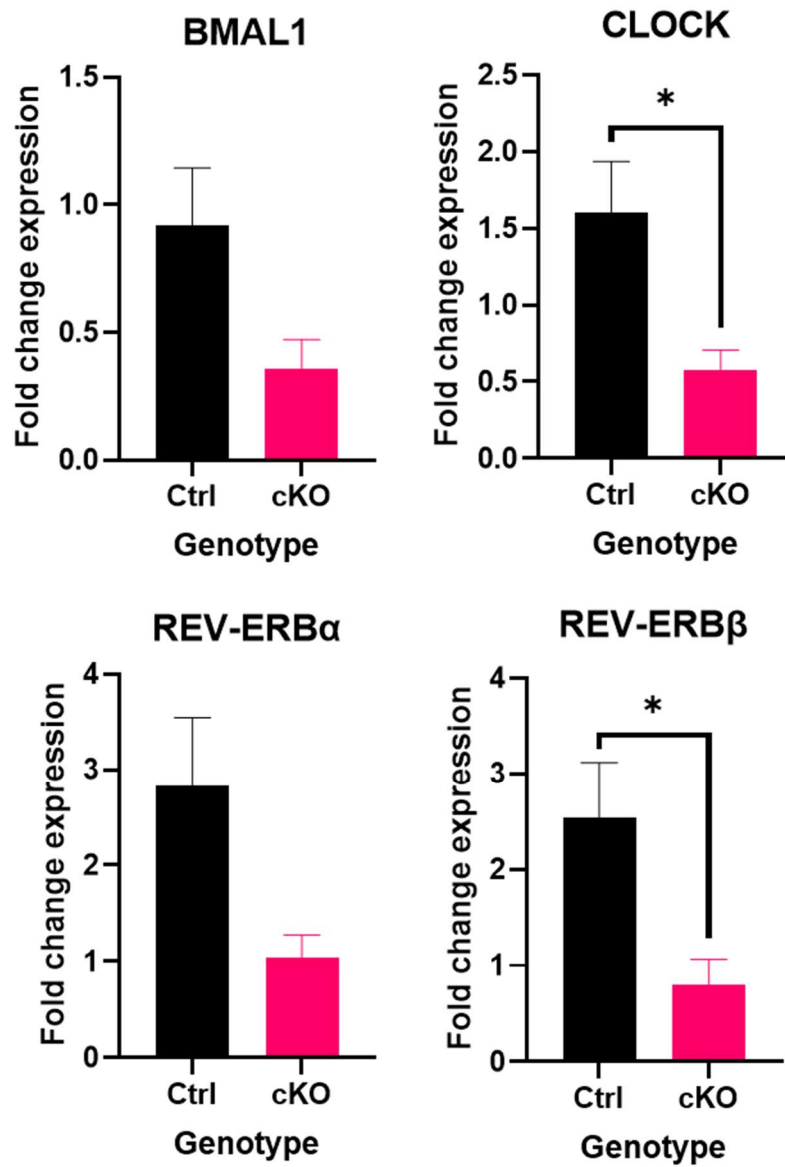 BMAL1
Fold change expression
1.5
1.0
0.5
0.0
Ctrl cKO
Genotype
CLOCK
Fold change expression
2.5
2.0
1.5
1.0
0.5
0.0
*
Ctrl cKO
Genotype
REV-ERBα
Fold change expression
4
3
2
1
0
Ctrl cKO
Genotype
REV-ERBβ
Fold change expression
4
3
2
1
0
*
Ctrl cKO
Genotype